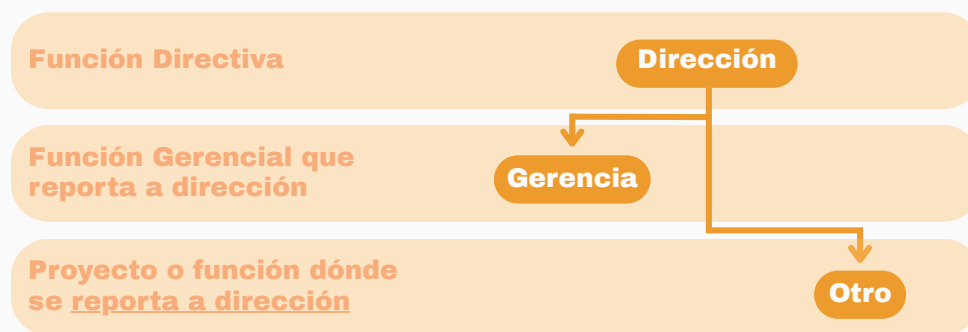 Función Directiva
Dirección
Función Gerencial que
reporta a dirección
Gerencia
Proyecto o función dónde
se reporta a dirección
Otro